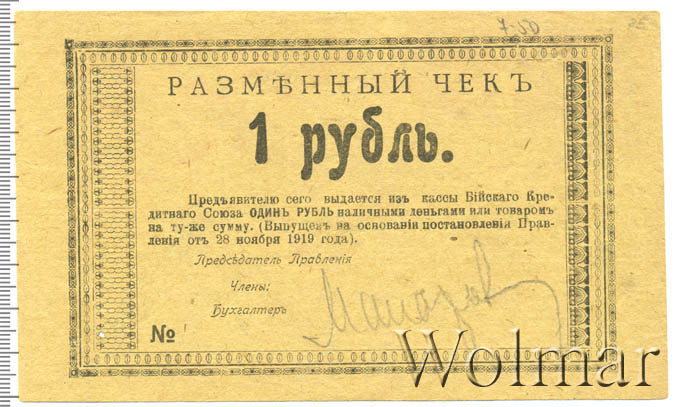 7-50
РАЗМѢННЫЙ ЧЕКЪ
1 рубль.
Предъявителю сего выдается изъ кассы Бійскаго Кре-
дитнаго Союза ОДИНЪ РУБЛЬ наличными деньгами или товаромъ
на ту-же сумму. (Выпущенъ на основаніи постановленія Прав-
ленія отъ 28 ноября 1919 года).
Предсѣдатель Правленія
Члены:
Бухгалтеръ
№
Wolmar